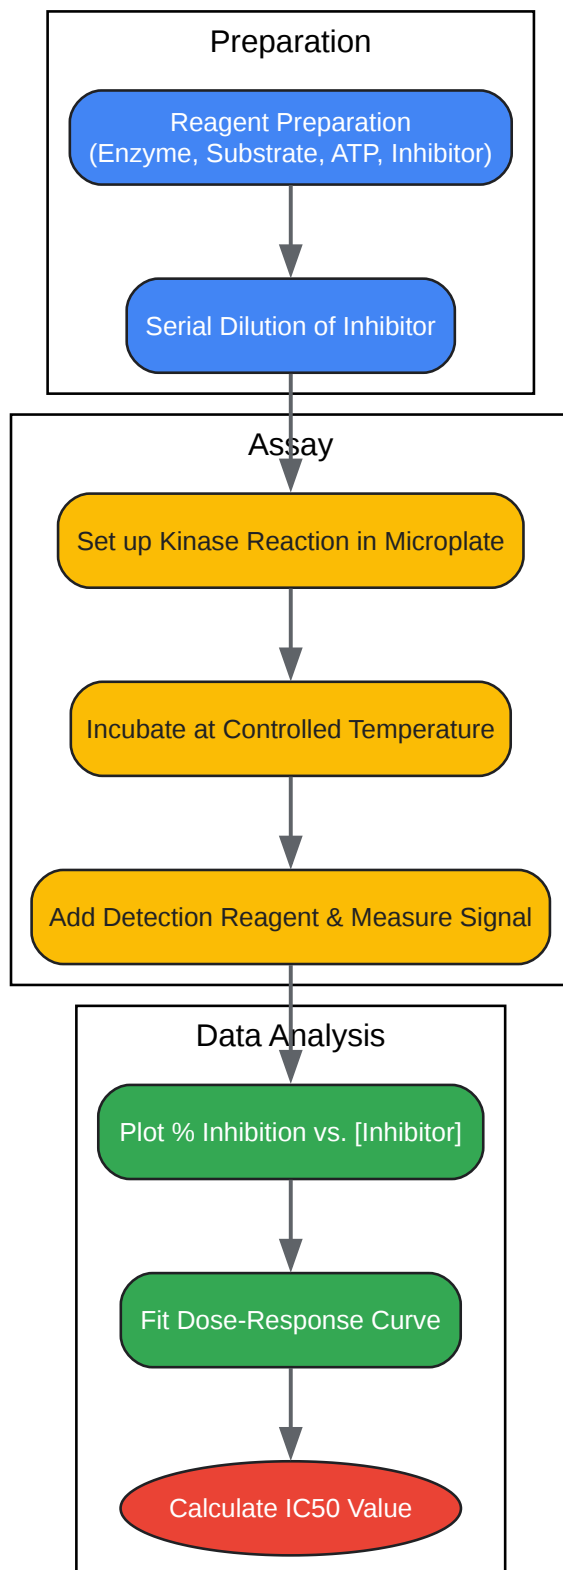 Preparation
Reagent Preparation
(Enzyme, Substrate, ATP, Inhibitor)
Serial Dilution of Inhibitor
Assay
Set up Kinase Reaction in Microplate
Incubate at Controlled Temperature
Add Detection Reagent & Measure Signal
Data Analysis
Plot % Inhibition vs. [Inhibitor]
Fit Dose-Response Curve
Calculate IC50 Value